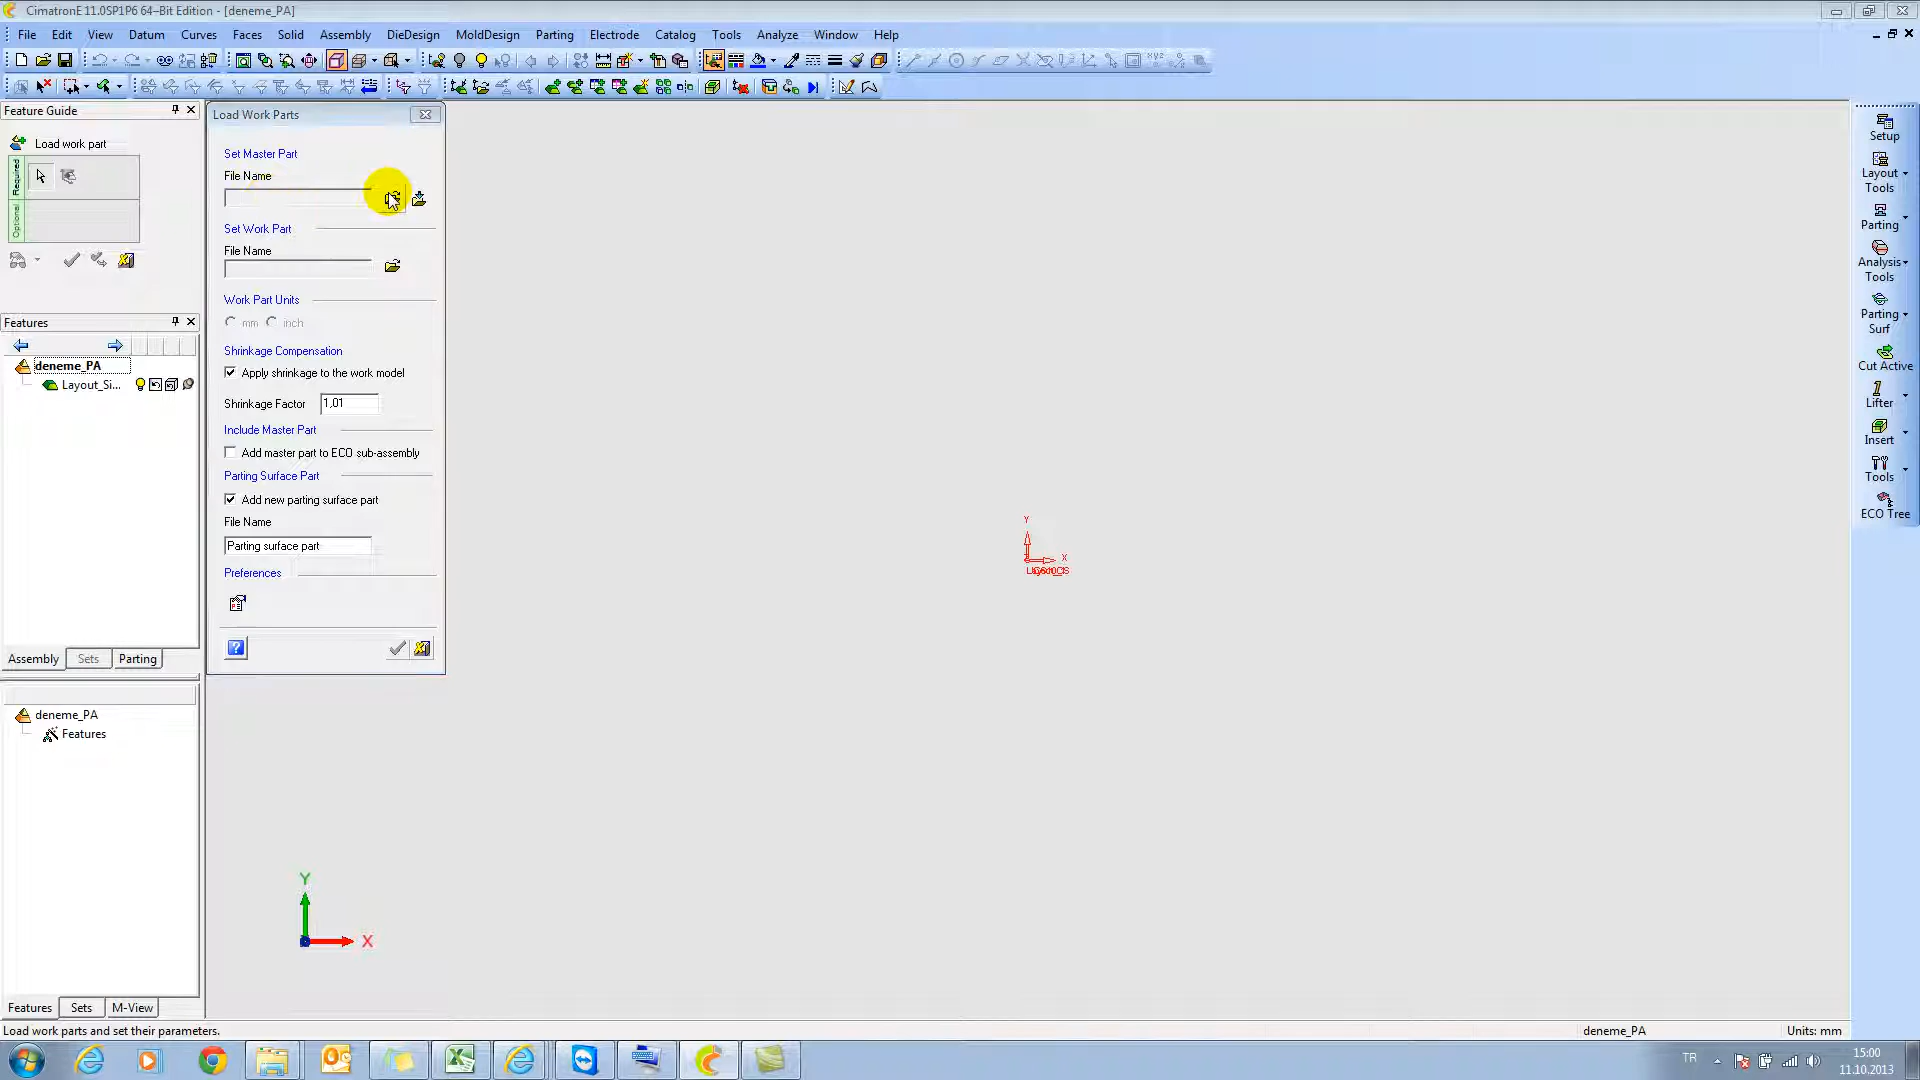 CimatronE 11.0SP1P6 64–Bit Edition - [deneme_PA]
File Edit View Datum Curves Faces Solid Assembly DieDesign MoldDesign Parting Electrode Catalog Tools Analyze Window Help
Feature Guide
Load work part
Required
Optional
Features
deneme_PA
Layout_Si...
Assembly Sets Parting
deneme_PA
Features
Features Sets M-View
Load Work Parts
Set Master Part
File Name
Set Work Part
File Name
Work Part Units
mm inch
Shrinkage Compensation
Apply shrinkage to the work model
Shrinkage Factor 1,01
Include Master Part
Add master part to ECO sub-assembly
Parting Surface Part
Add new parting surface part
File Name
Parting surface part
Preferences
Y
X
Y
X
Setup
Layout
Tools
Parting
Analysis
Tools
Parting
Surf
Cut Active
Lifter
Insert
Tools
ECO Tree
Load work parts and set their parameters.
deneme_PA Units: mm
TR
15:00
11.10.2013